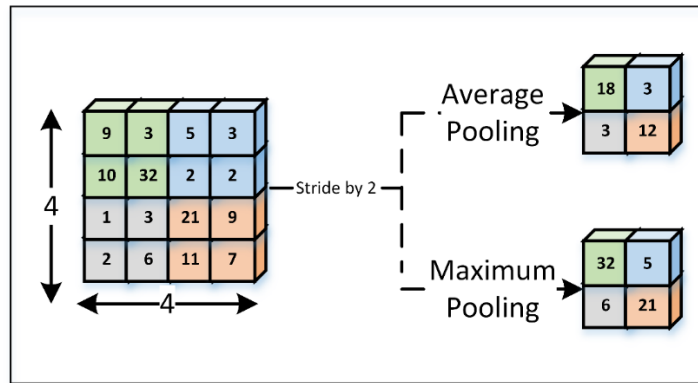 9 3 5 3
10 32 2 2
1 3 21 9
2 6 11 7
4
4
Stride by 2
Average
Pooling
18 3
3 12
Maximum
Pooling
32 5
6 21